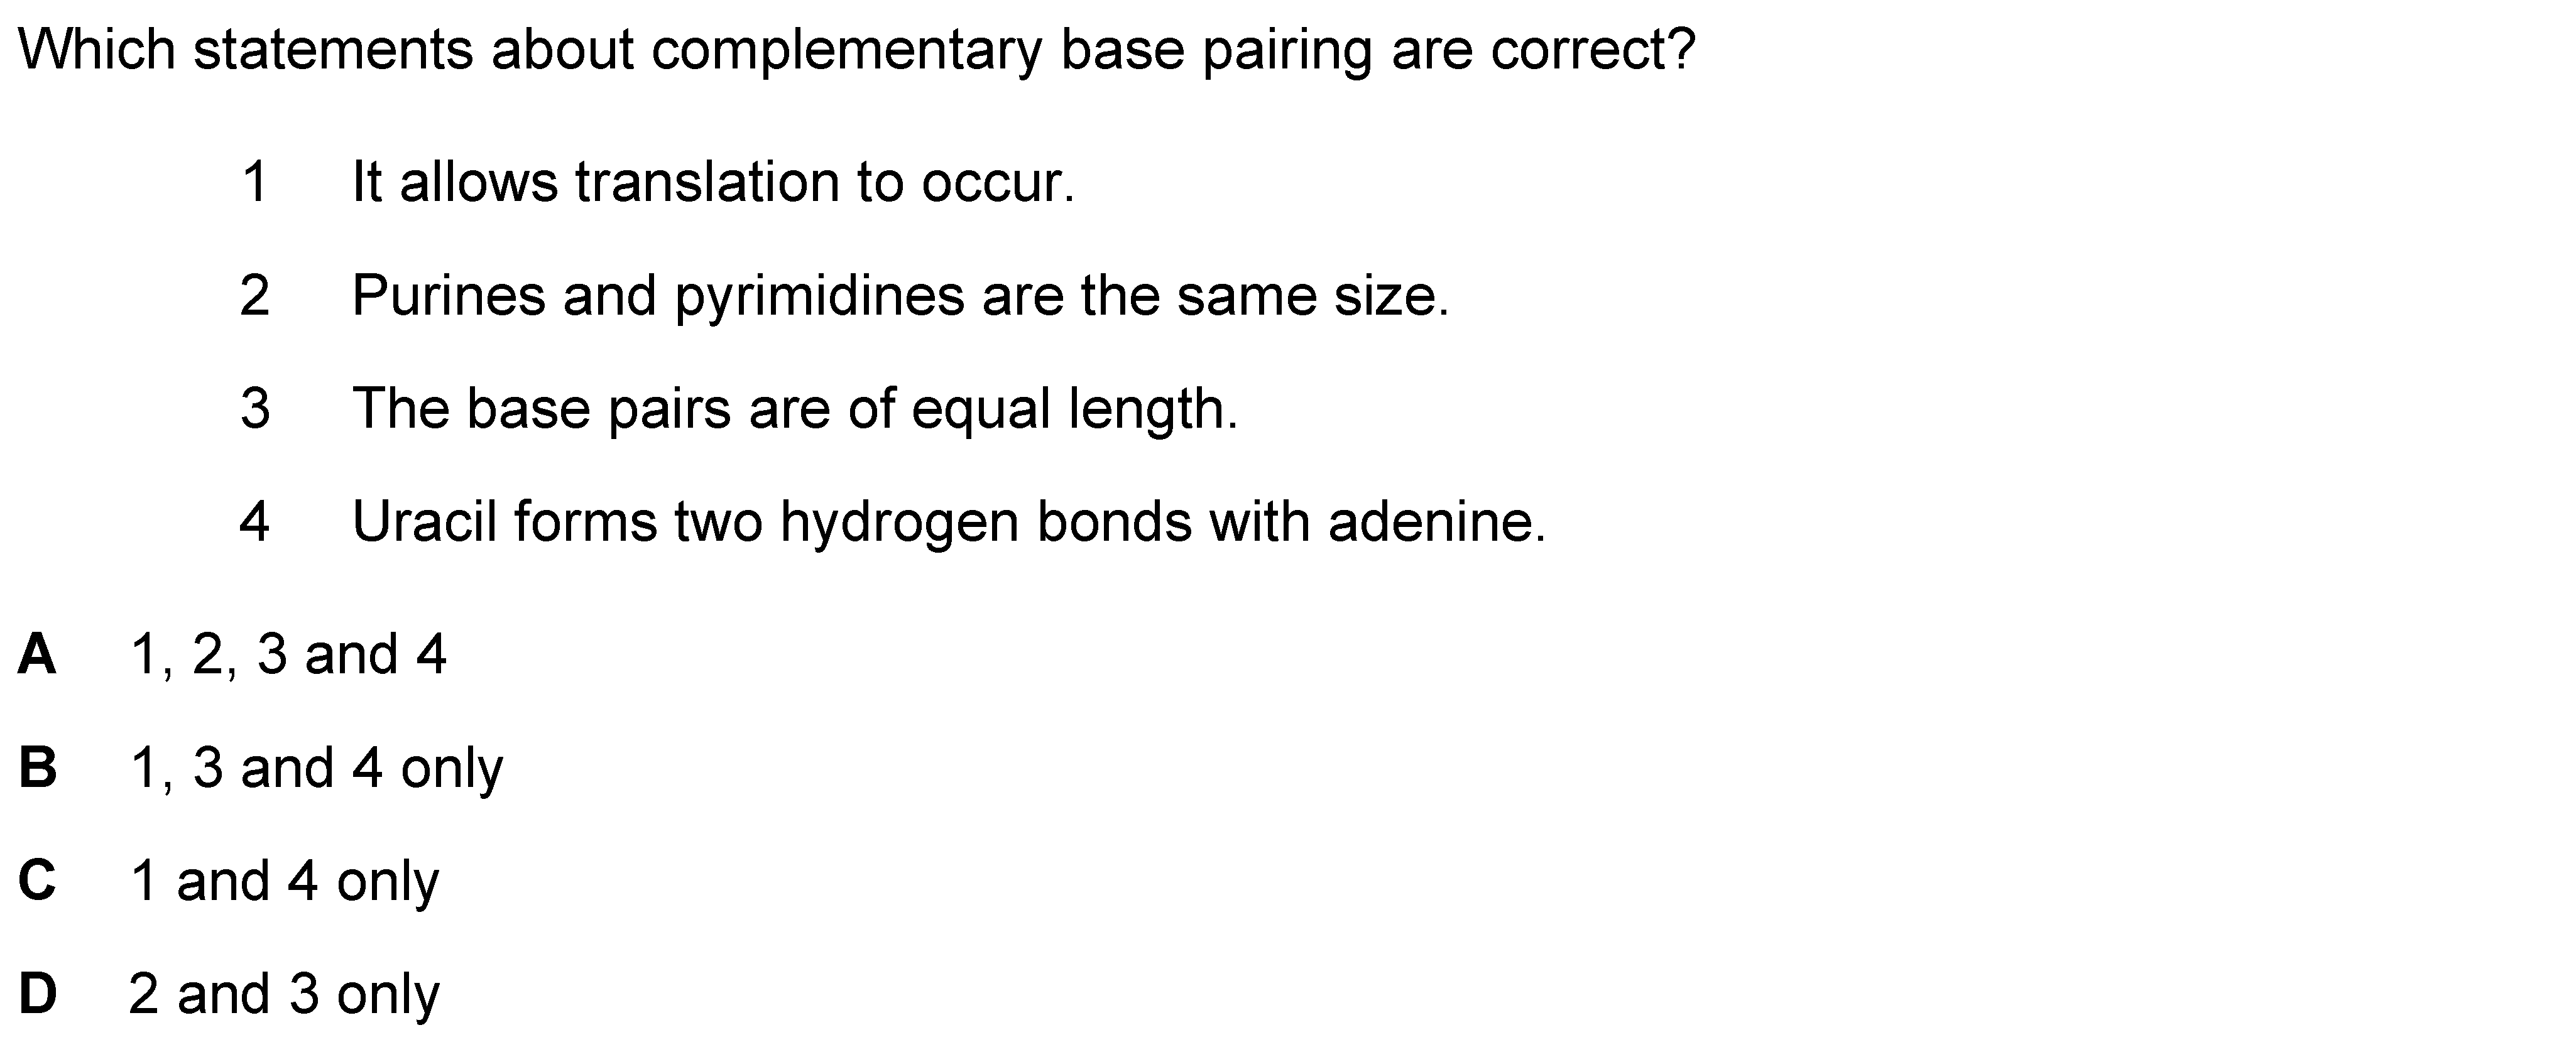 Which statements about complementary base pairing are correct?
1 It allows translation to occur.
2 Purines and pyrimidines are the same size.
3 The base pairs are of equal length.
4 Uracil forms two hydrogen bonds with adenine.
A 1, 2, 3 and 4
B 1, 3 and 4 only
C 1 and 4 only
D 2 and 3 only